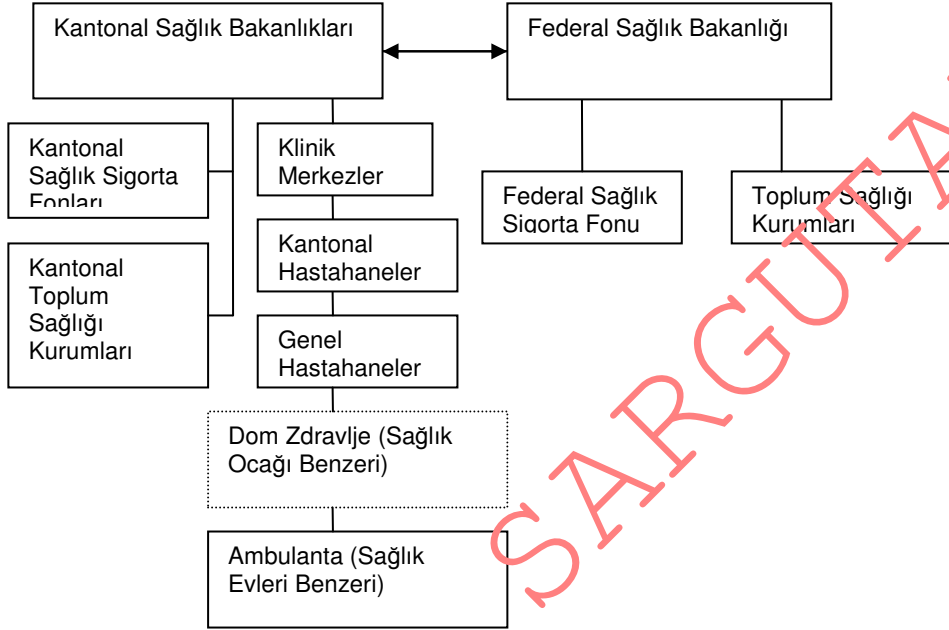 Kantonal Sağlık Bakanlıkları
Federal Sağlık Bakanlığı
Kantonal
Sağlık Sigorta
Fonları
Klinik
Merkezler
Federal Sağlık
Sigorta Fonu
Toplum Sağlığı
Kurumları
Kantonal
Toplum
Sağlığı
Kurumları
Kantonal
Hastahaneler
Genel
Hastahaneler
Dom Zdravlje (Sağlık
Ocağı Benzeri)
Ambulanta (Sağlık
Evleri Benzeri)
SARGUTA